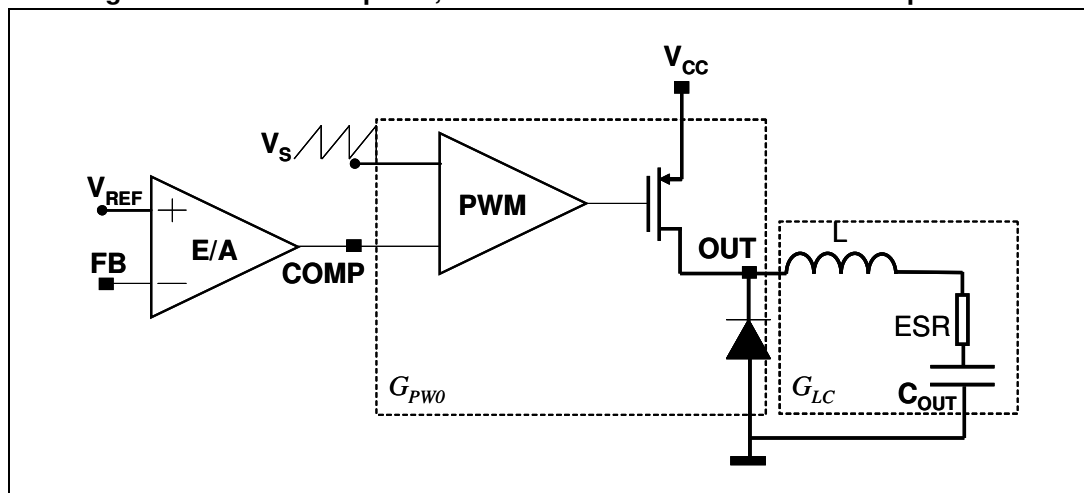 V_CC
V_S
V_REF
PWM
E/A
OUT
L
FB
COMP
ESR
G_PW0
G_LC
C_OUT